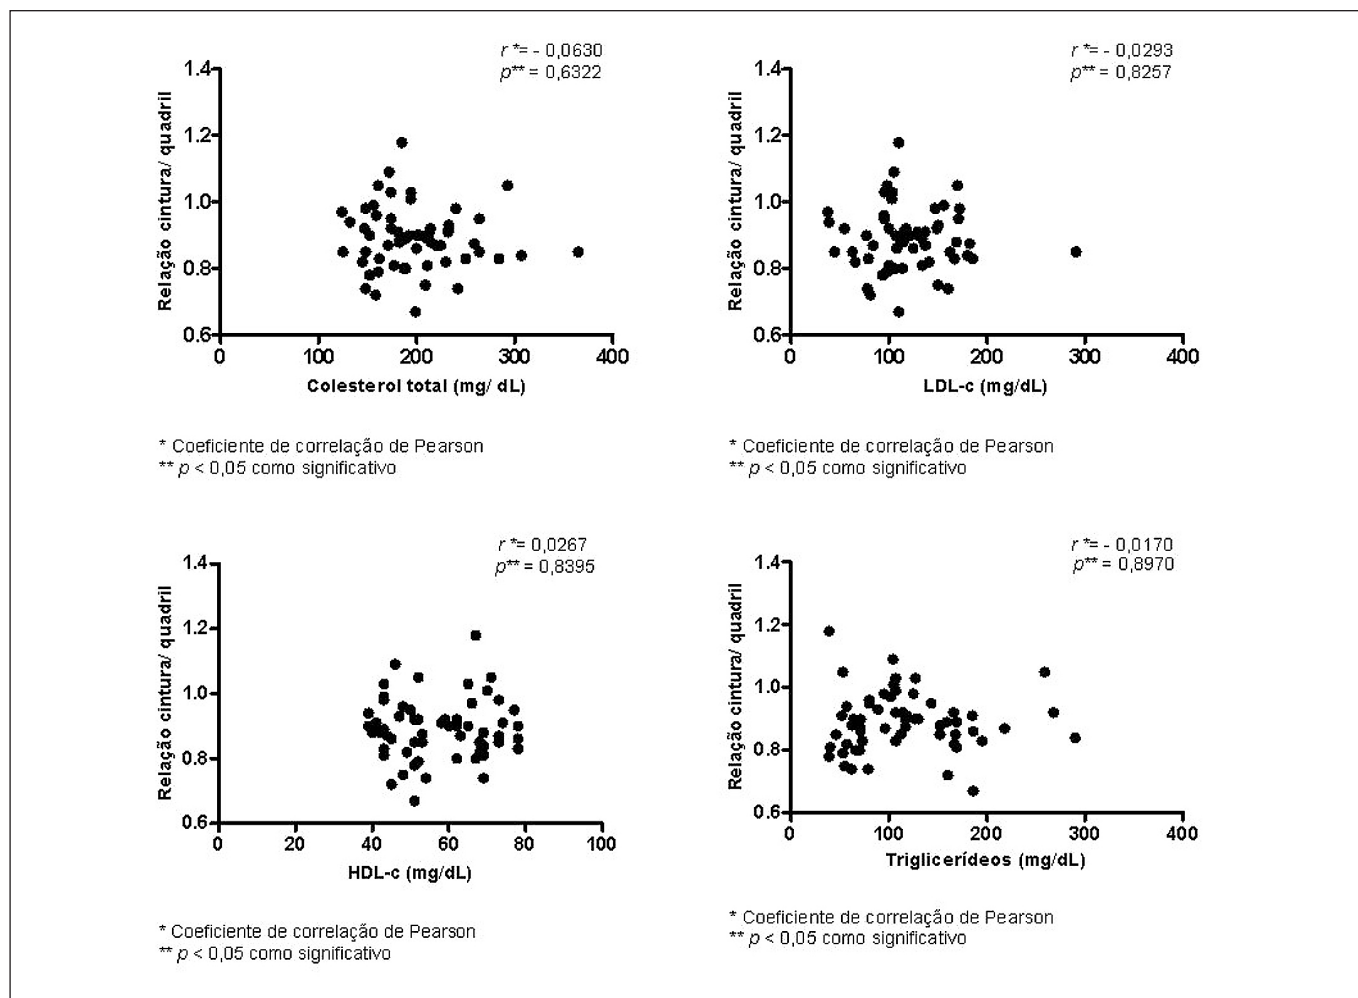 r *= - 0,0630
p** = 0,6322
1.4
1.2
1.0
0.8
0.6
Relação cintura/ quadril
0
100
200
300
400
Colesterol total (mg/ dL)
* Coeficiente de correlação de Pearson
** p < 0,05 como significativo
r *= - 0,0293
p** = 0,8257
1.4
1.2
1.0
0.8
0.6
Relação cintura/ quadril
0
100
200
300
400
LDL-c (mg/dL)
* Coeficiente de correlação de Pearson
** p < 0,05 como significativo
r *= 0,0267
p** = 0,8395
1.4
1.2
1.0
0.8
0.6
Relação cintura/ quadril
0
20
40
60
80
100
HDL-c (mg/dL)
* Coeficiente de correlação de Pearson
** p < 0,05 como significativo
r *= - 0,0170
p** = 0,8970
1.4
1.2
1.0
0.8
0.6
Relação cintura/ quadril
0
100
200
300
400
Triglicerídeos (mg/dL)
* Coeficiente de correlação de Pearson
** p < 0,05 como significativo